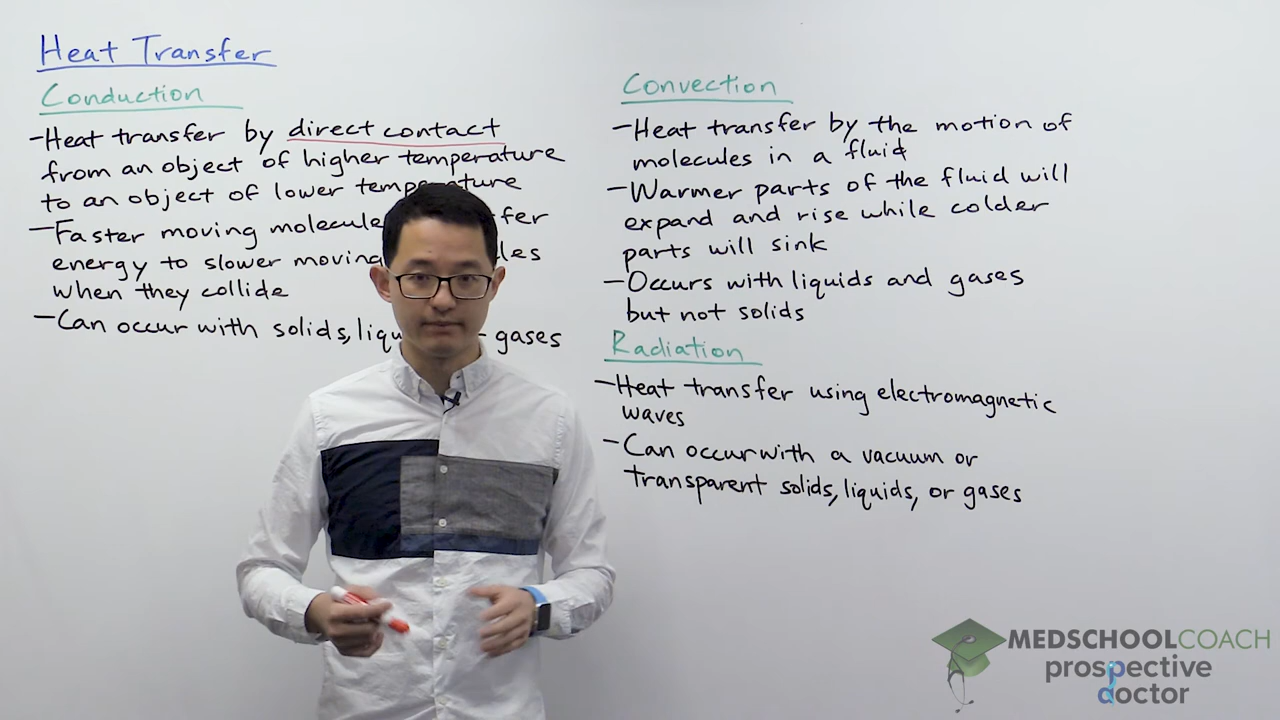 Heat Transfer
Conduction
-Heat transfer by direct contact
from an object of higher temperature
to an object of lower temperature
-Faster moving molecule fer
energy to slower moving les
when they collide
-Can occur with solids, liqu - gases
Convection
-Heat transfer by the motion of
molecules in a fluid
-Warmer parts of the fluid will
expand and rise while colder
parts will sink
-Occurs with liquids and gases
but not solids
Radiation
-Heat transfer using electromagnetic
waves
-Can occur with a vacuum or
transparent solids, liquids, or gases
MEDSCHOOLCOACH
prospective
doctor